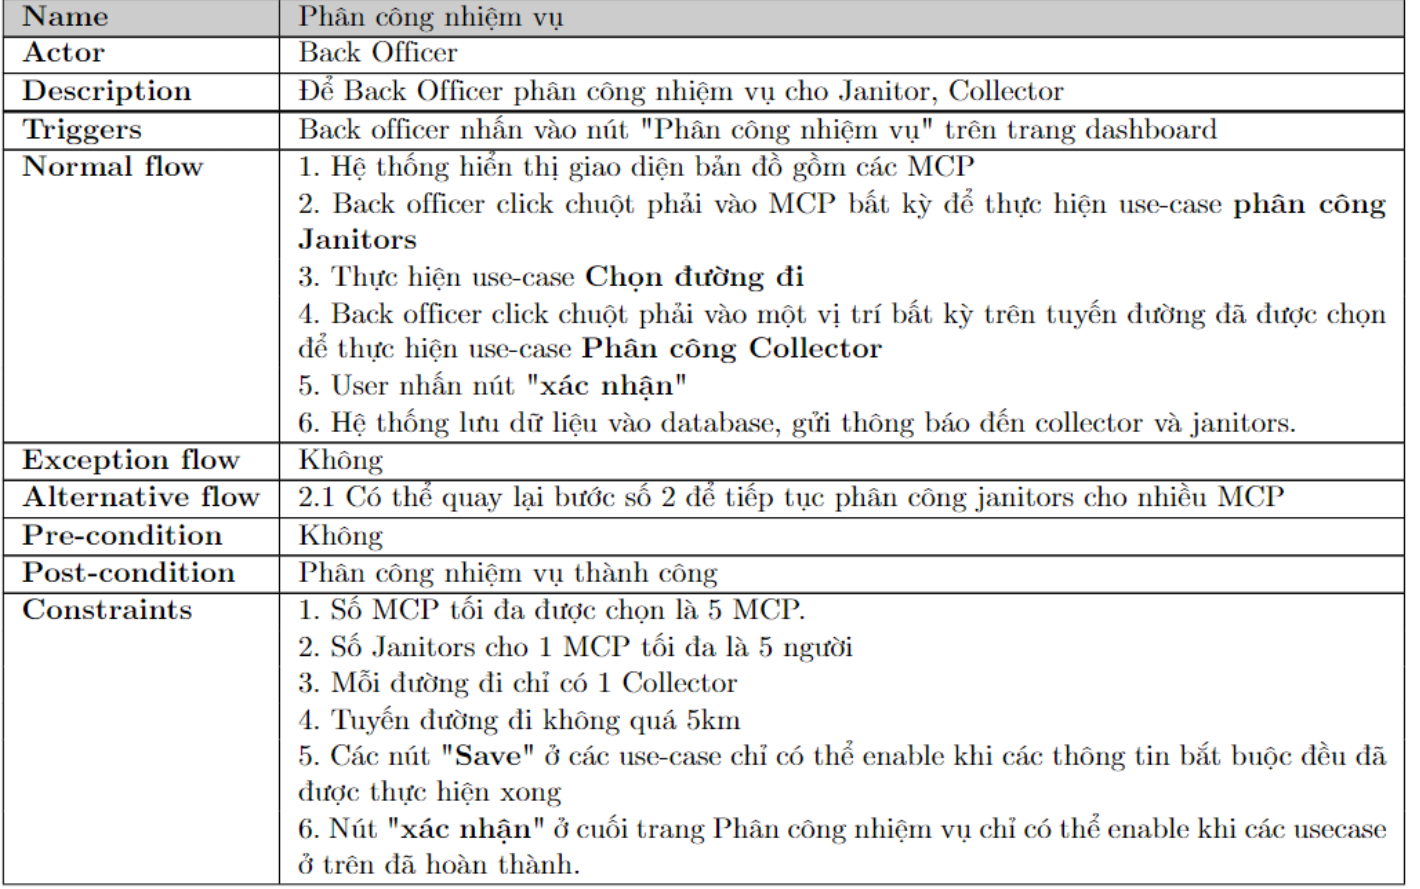 Name Phân công nhiệm vụ
Actor Back Officer
Description Để Back Officer phân công nhiệm vụ cho Janitor, Collector
Triggers Back officer nhấn vào nút "Phân công nhiệm vụ" trên trang dashboard
Normal flow 1. Hệ thống hiển thị giao diện bản đồ gồm các MCP
2. Back officer click chuột phải vào MCP bất kỳ để thực hiện use-case phân công
Janitors
3. Thực hiện use-case Chọn đường đi
4. Back officer click chuột phải vào một vị trí bất kỳ trên tuyến đường đã được chọn
để thực hiện use-case Phân công Collector
5. User nhấn nút "xác nhận"
6. Hệ thống lưu dữ liệu vào database, gửi thông báo đến collector và janitors.
Exception flow Không
Alternative flow 2.1 Có thể quay lại bước số 2 để tiếp tục phân công janitors cho nhiều MCP
Pre-condition Không
Post-condition Phân công nhiệm vụ thành công
Constraints 1. Số MCP tối đa được chọn là 5 MCP.
2. Số Janitors cho 1 MCP tối đa là 5 người
3. Mỗi đường đi chỉ có 1 Collector
4. Tuyến đường đi không quá 5km
5. Các nút "Save" ở các use-case chỉ có thể enable khi các thông tin bắt buộc đều đã
được thực hiện xong
6. Nút "xác nhận" ở cuối trang Phân công nhiệm vụ chỉ có thể enable khi các usecase
ở trên đã hoàn thành.